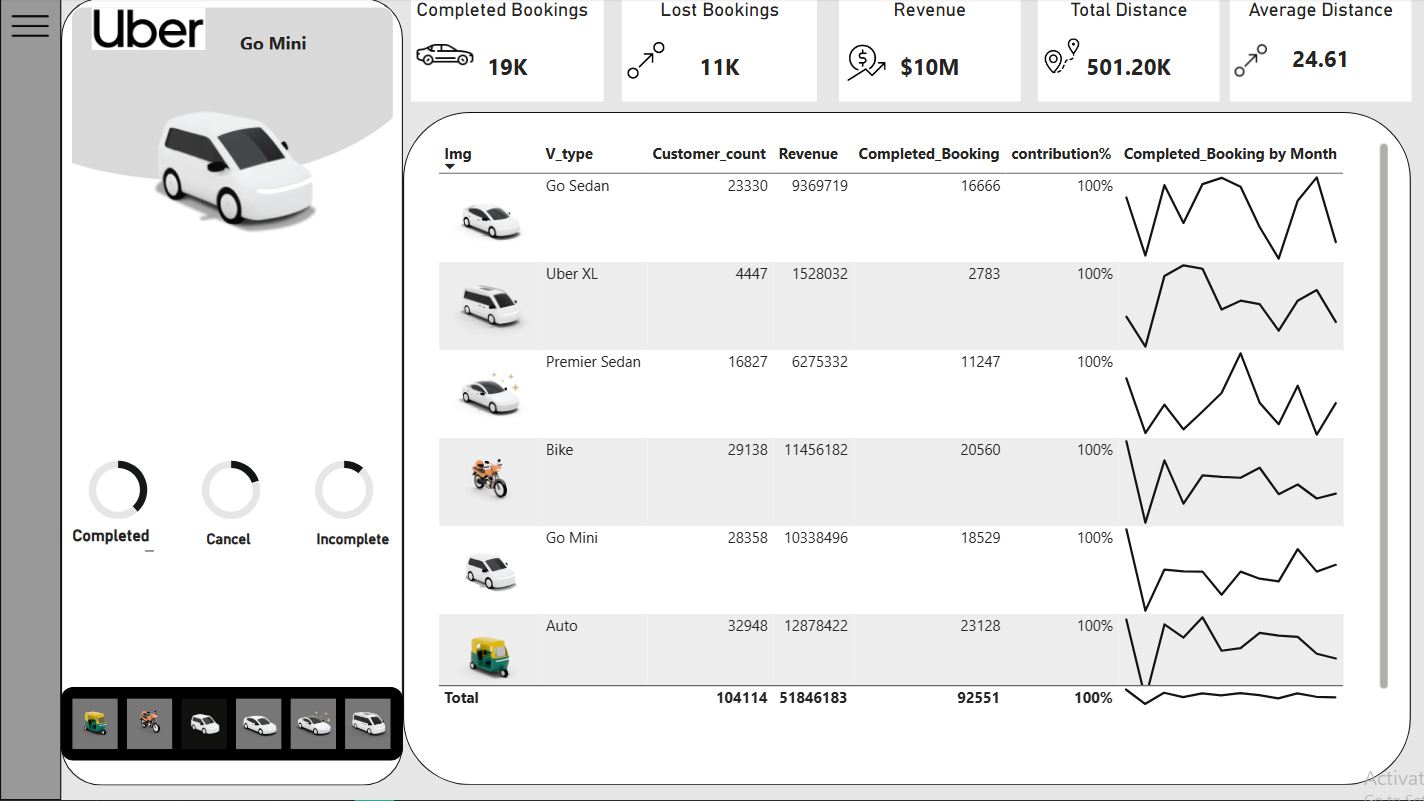 Uber
Go Mini
Completed
Cancel
Incomplete
Completed Bookings
19K
Lost Bookings
11K
Revenue
$10M
Total Distance
501.20K
Average Distance
24.61
Img V_type Customer_count Revenue Completed_Booking contribution% Completed_Booking by Month
Go Sedan 23330 9369719 16666 100%
Uber XL 4447 1528032 2783 100%
Premier Sedan 16827 6275332 11247 100%
Bike 29138 11456182 20560 100%
Go Mini 28358 10338496 18529 100%
Auto 32948 12878422 23128 100%
Total 104114 51846183 92551 100%